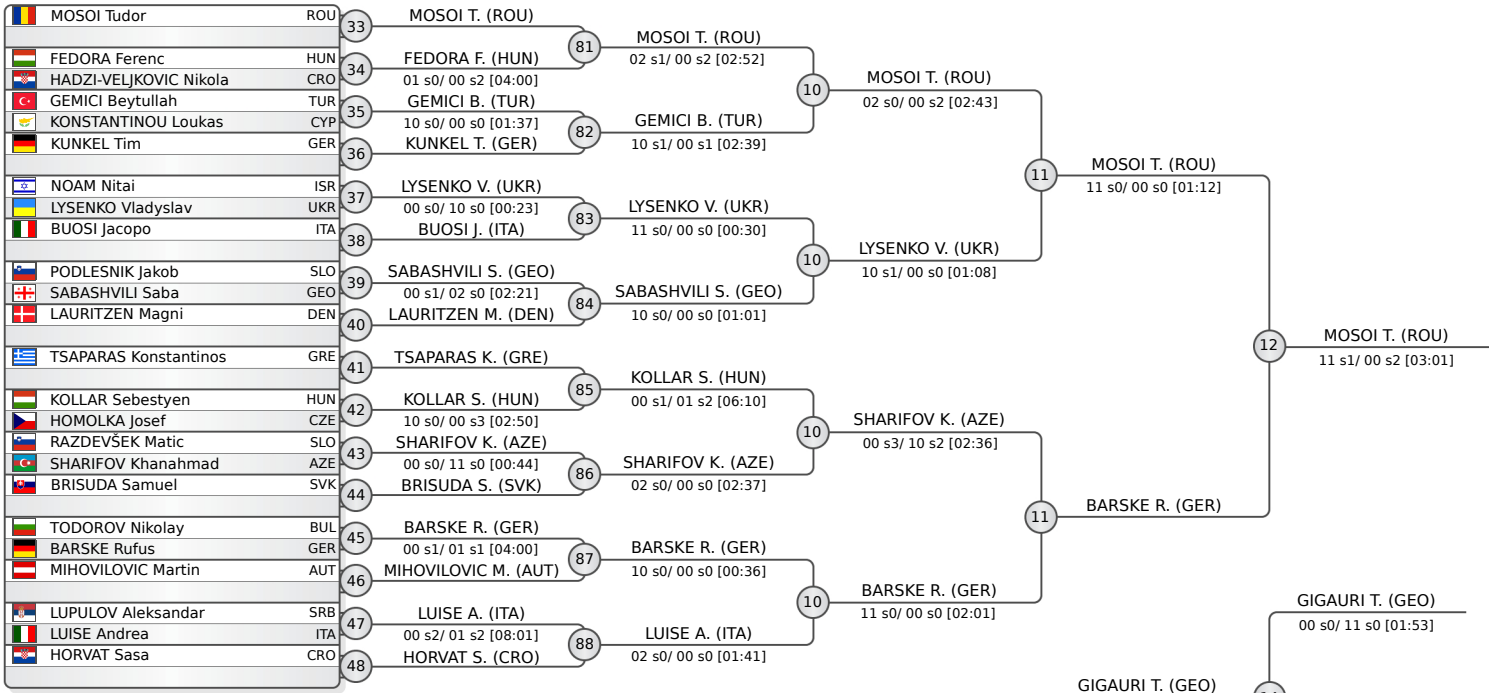 MOSOI Tudor ROU
FEDORA Ferenc HUN
HADZI-VELJKOVIC Nikola CRO
GEMICI Beytullah TUR
KONSTANTINOU Loukas CYP
KUNKEL Tim GER
NOAM Nitai ISR
LYSENKO Vladyslav UKR
BUOSI Jacopo ITA
PODLESNIK Jakob SLO
SABASHVILI Saba GEO
LAURITZEN Magni DEN
TSAPARAS Konstantinos GRE
KOLLAR Sebestyen HUN
HOMOLKA Josef CZE
RAZDEVŠEK Matic SLO
SHARIFOV Khanahmad AZE
BRISUDA Samuel SVK
TODOROV Nikolay BUL
BARSKE Rufus GER
MIHOVILOVIC Martin AUT
LUPULOV Aleksandar SRB
LUISE Andrea ITA
HORVAT Sasa CRO
33
34
35
36
37
38
39
40
41
42
43
44
45
46
47
48
MOSOI T. (ROU)
FEDORA F. (HUN)
01 s0/ 00 s2 [04:00]
GEMICI B. (TUR)
10 s0/ 00 s0 [01:37]
KUNKEL T. (GER)
LYSENKO V. (UKR)
00 s0/ 10 s0 [00:23]
BUOSI J. (ITA)
SABASHVILI S. (GEO)
00 s1/ 02 s0 [02:21]
LAURITZEN M. (DEN)
TSAPARAS K. (GRE)
KOLLAR S. (HUN)
10 s0/ 00 s3 [02:50]
SHARIFOV K. (AZE)
00 s0/ 11 s0 [00:44]
BRISUDA S. (SVK)
BARSKE R. (GER)
00 s1/ 01 s1 [04:00]
MIHOVILOVIC M. (AUT)
LUISE A. (ITA)
00 s2/ 01 s2 [08:01]
HORVAT S. (CRO)
81
82
83
84
85
86
87
88
MOSOI T. (ROU)
02 s1/ 00 s2 [02:52]
GEMICI B. (TUR)
10 s1/ 00 s1 [02:39]
LYSENKO V. (UKR)
11 s0/ 00 s0 [00:30]
SABASHVILI S. (GEO)
10 s0/ 00 s0 [01:01]
KOLLAR S. (HUN)
00 s1/ 01 s2 [06:10]
SHARIFOV K. (AZE)
02 s0/ 00 s0 [02:37]
BARSKE R. (GER)
10 s0/ 00 s0 [00:36]
LUISE A. (ITA)
02 s0/ 00 s0 [01:41]
10
10
10
10
MOSOI T. (ROU)
02 s0/ 00 s2 [02:43]
LYSENKO V. (UKR)
10 s1/ 00 s0 [01:08]
SHARIFOV K. (AZE)
00 s3/ 10 s2 [02:36]
BARSKE R. (GER)
11 s0/ 00 s0 [02:01]
11
11
MOSOI T. (ROU)
11 s0/ 00 s0 [01:12]
BARSKE R. (GER)
12
MOSOI T. (ROU)
11 s1/ 00 s2 [03:01]
GIGAURI T. (GEO)
00 s0/ 11 s0 [01:53]
GIGAURI T. (GEO)